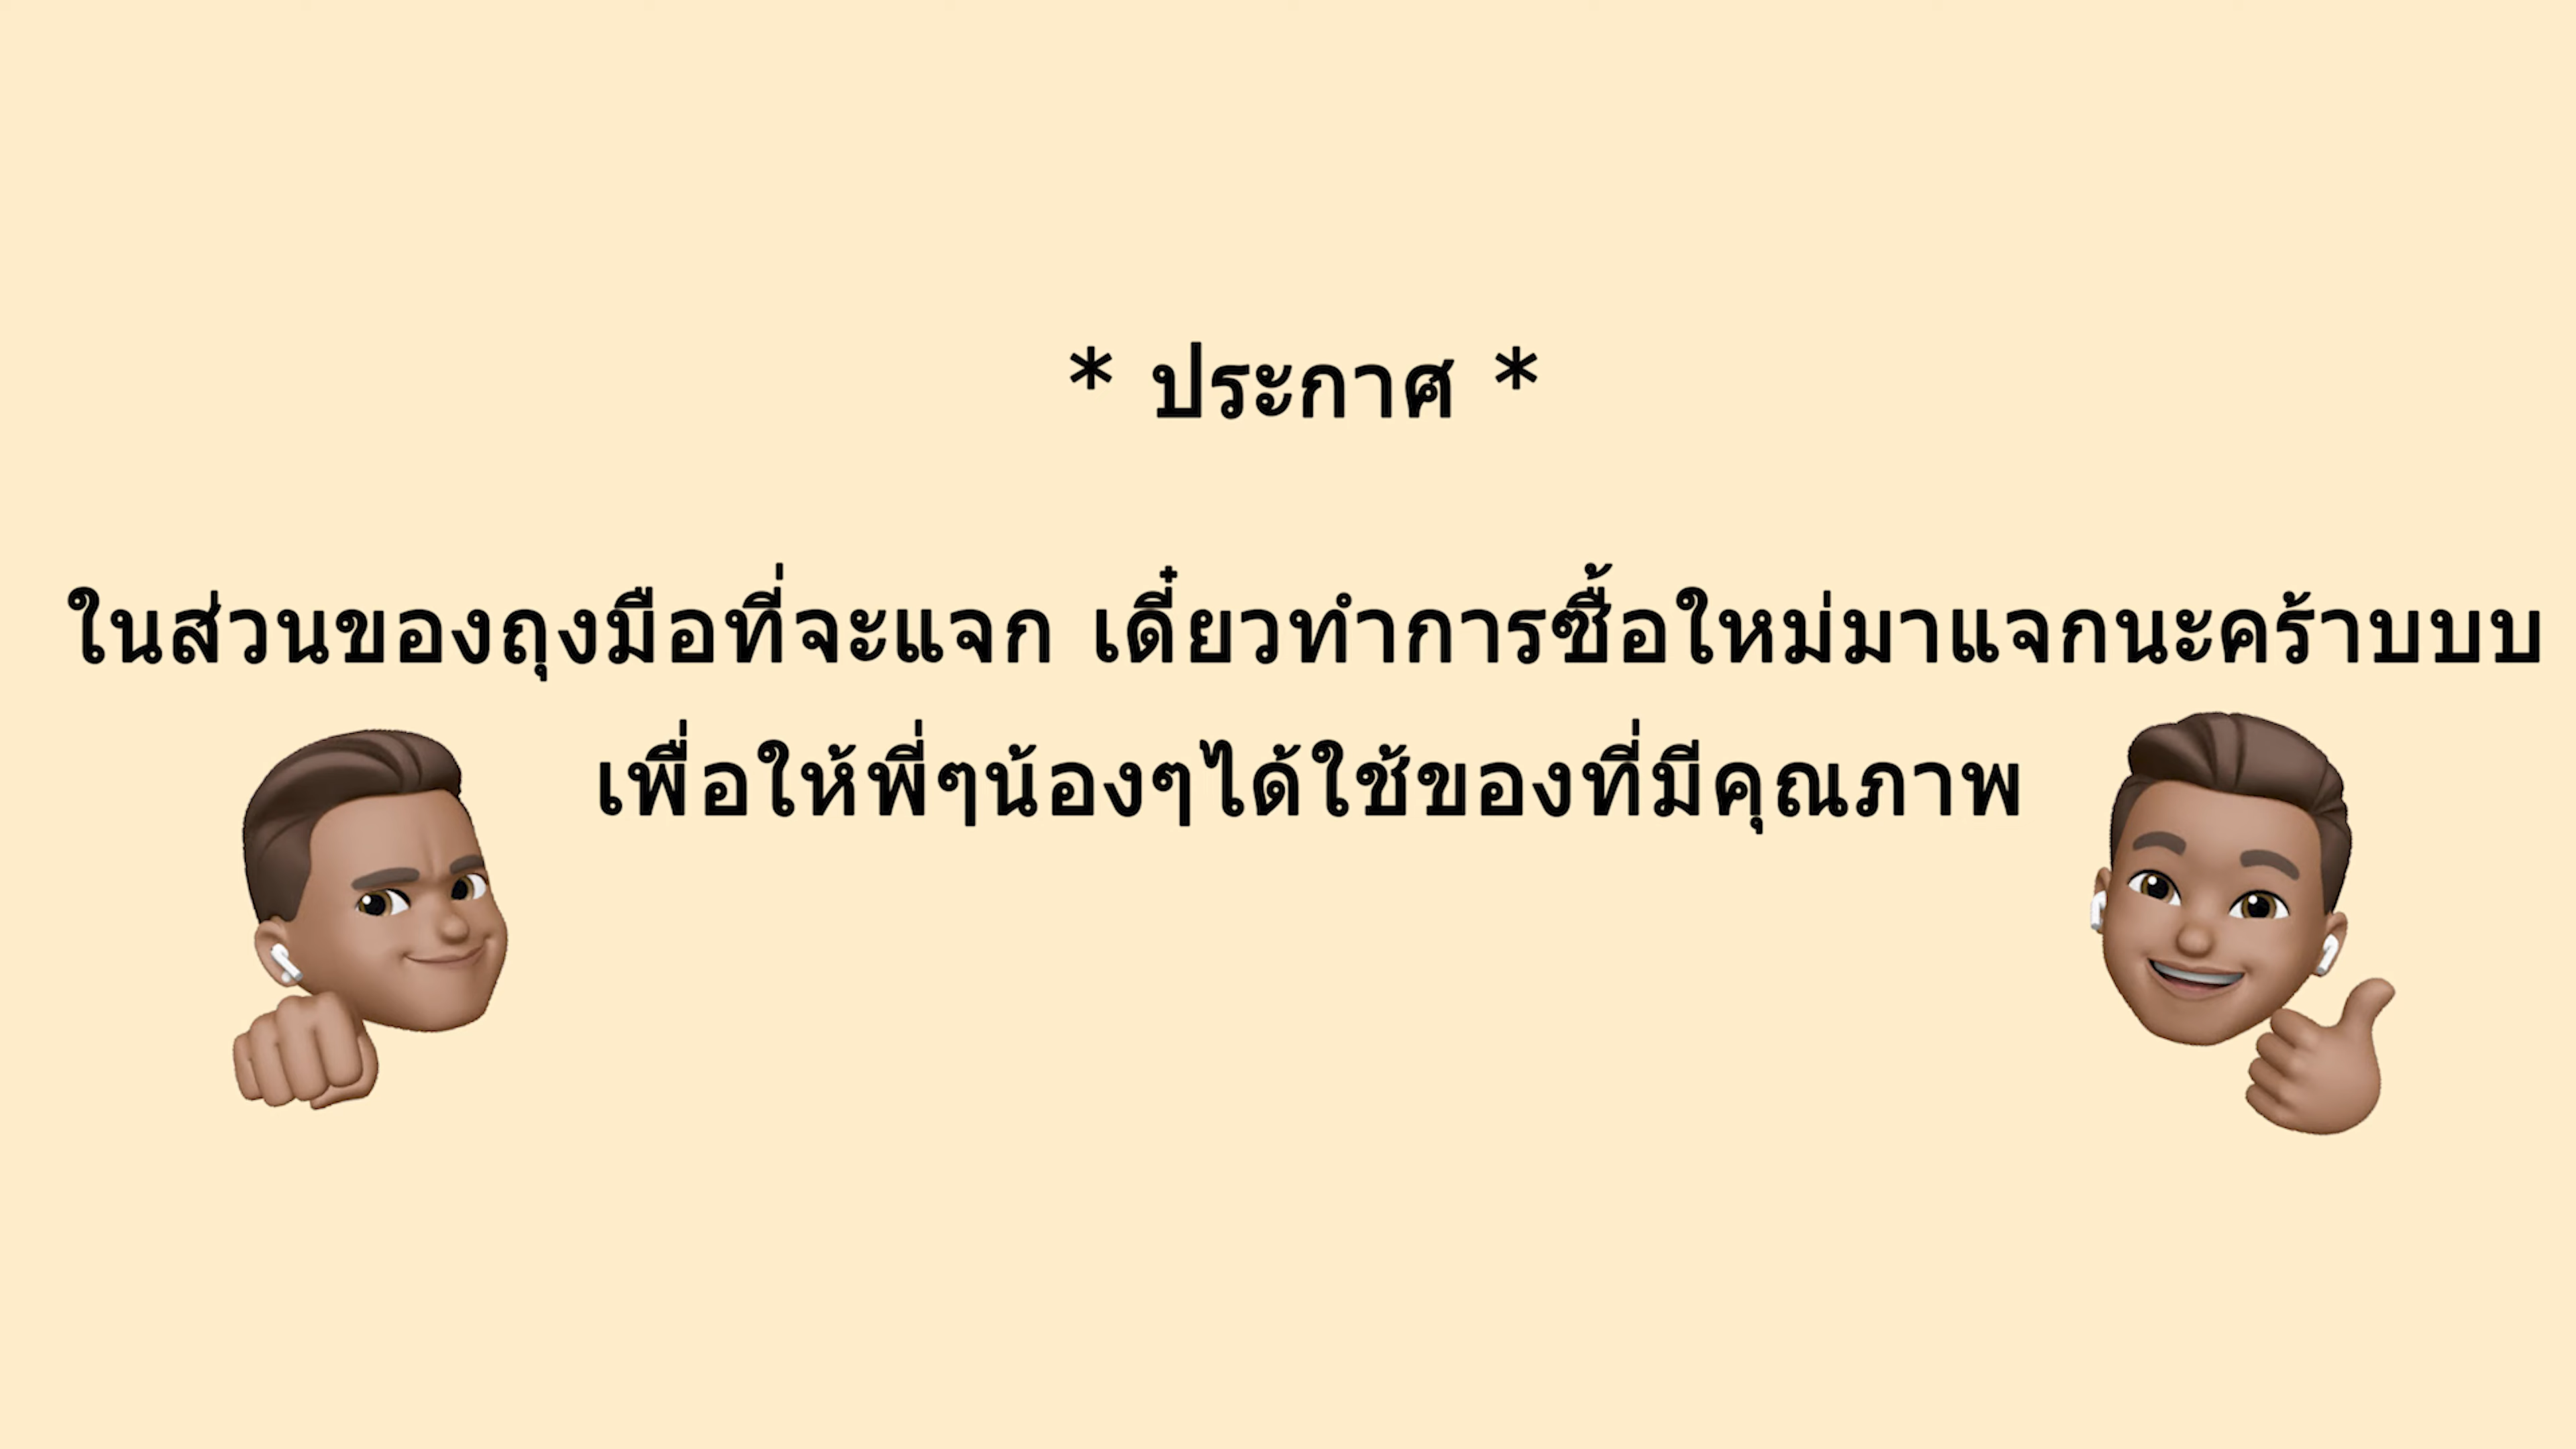 * ประกาศ *
ในส่วนของถุงมือที่จะแจก เดี๋ยวทำการซื้อใหม่มาแจกนะคร้าบบบ
เพื่อให้พี่ๆน้องๆได้ใช้ของที่มีคุณภาพ